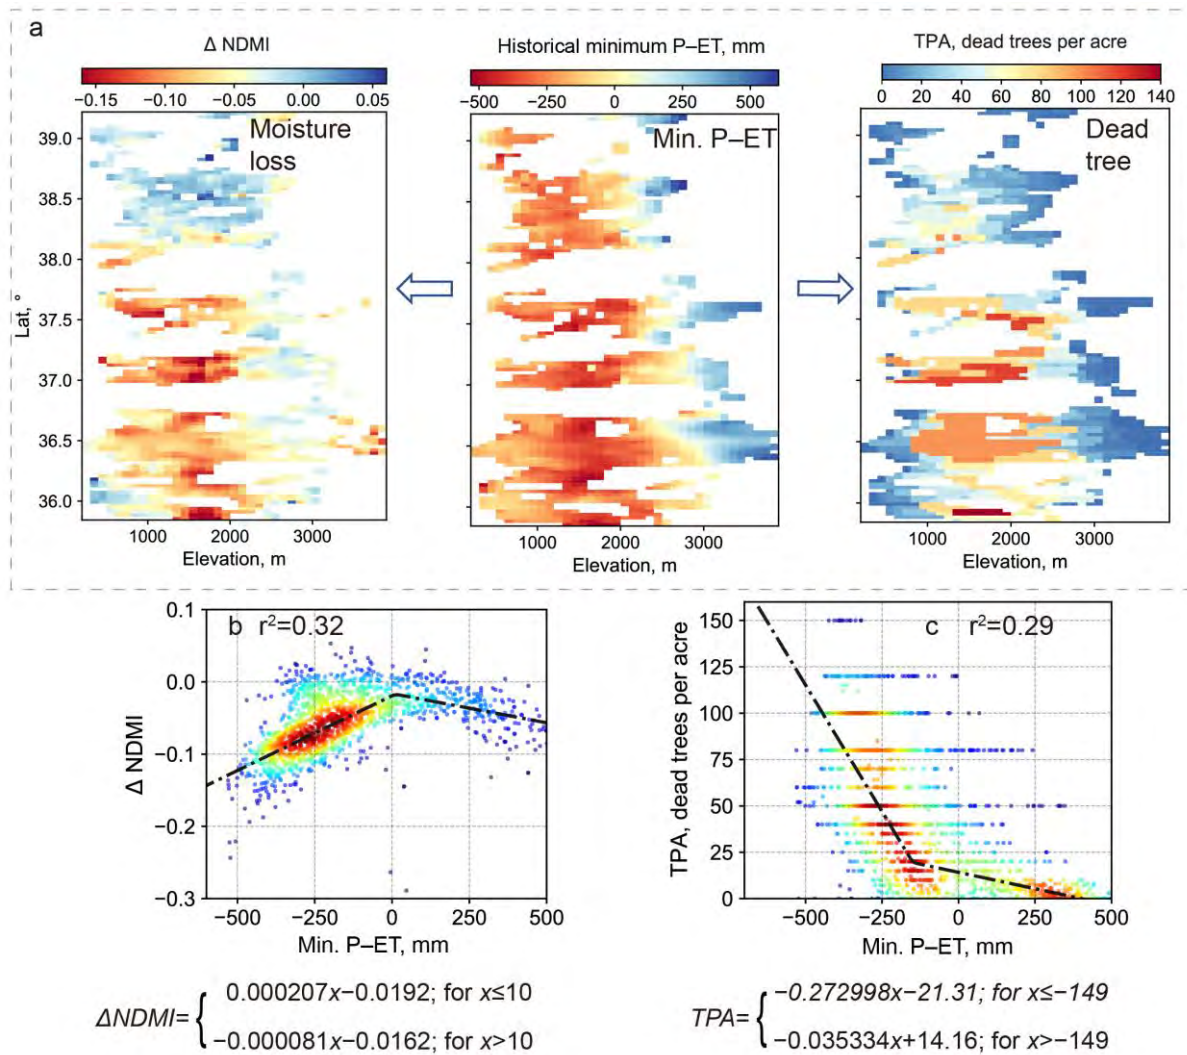 a
Δ NDMI
Historical minimum P–ET, mm
TPA, dead trees per acre
−0.15 −0.10 −0.05 0.00 0.05
−500 −250 0 250 500
0 20 40 60 80 100 120 140
Moisture
loss
Min. P–ET
Dead
tree
39.0
38.5
38.0
37.5
37.0
36.5
36.0
Lat,°
1000 2000 3000
1000 2000 3000
1000 2000 3000
Elevation, m
Elevation, m
Elevation, m
b r²=0.32
0.1
0.0
−0.1
−0.2
−0.3
Δ NDMI
−500 −250 0 250 500
Min. P–ET, mm
c r²=0.29
150
125
100
75
50
25
0
TPA, dead trees per acre
−500 −250 0 250 500
Min. P–ET, mm
ΔNDMI= { 0.000207x−0.0192; for x≤10
−0.000081x−0.0162; for x>10
TPA= { −0.272998x−21.31; for x≤−149
−0.035334x+14.16; for x>−149